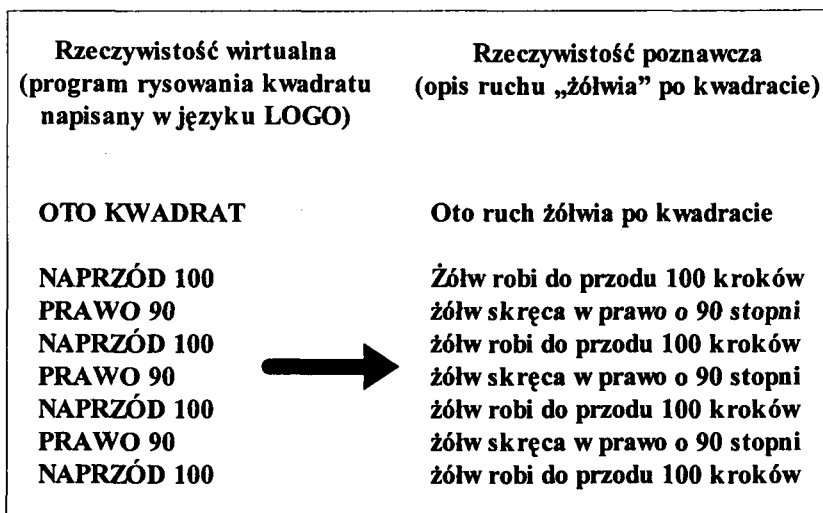 Rzeczywistość wirtualna
(program rysowania kwadratu
napisany w języku LOGO)
Rzeczywistość poznawcza
(opis ruchu „żółwia” po kwadracie)
OTO KWADRAT
NAPRZÓD 100
PRAWO 90
NAPRZÓD 100
PRAWO 90
NAPRZÓD 100
PRAWO 90
NAPRZÓD 100
Oto ruch żółwia po kwadracie
Żółw robi do przodu 100 kroków
żółw skręca w prawo o 90 stopni
żółw robi do przodu 100 kroków
żółw skręca w prawo o 90 stopni
żółw robi do przodu 100 kroków
żółw skręca w prawo o 90 stopni
żółw robi do przodu 100 kroków